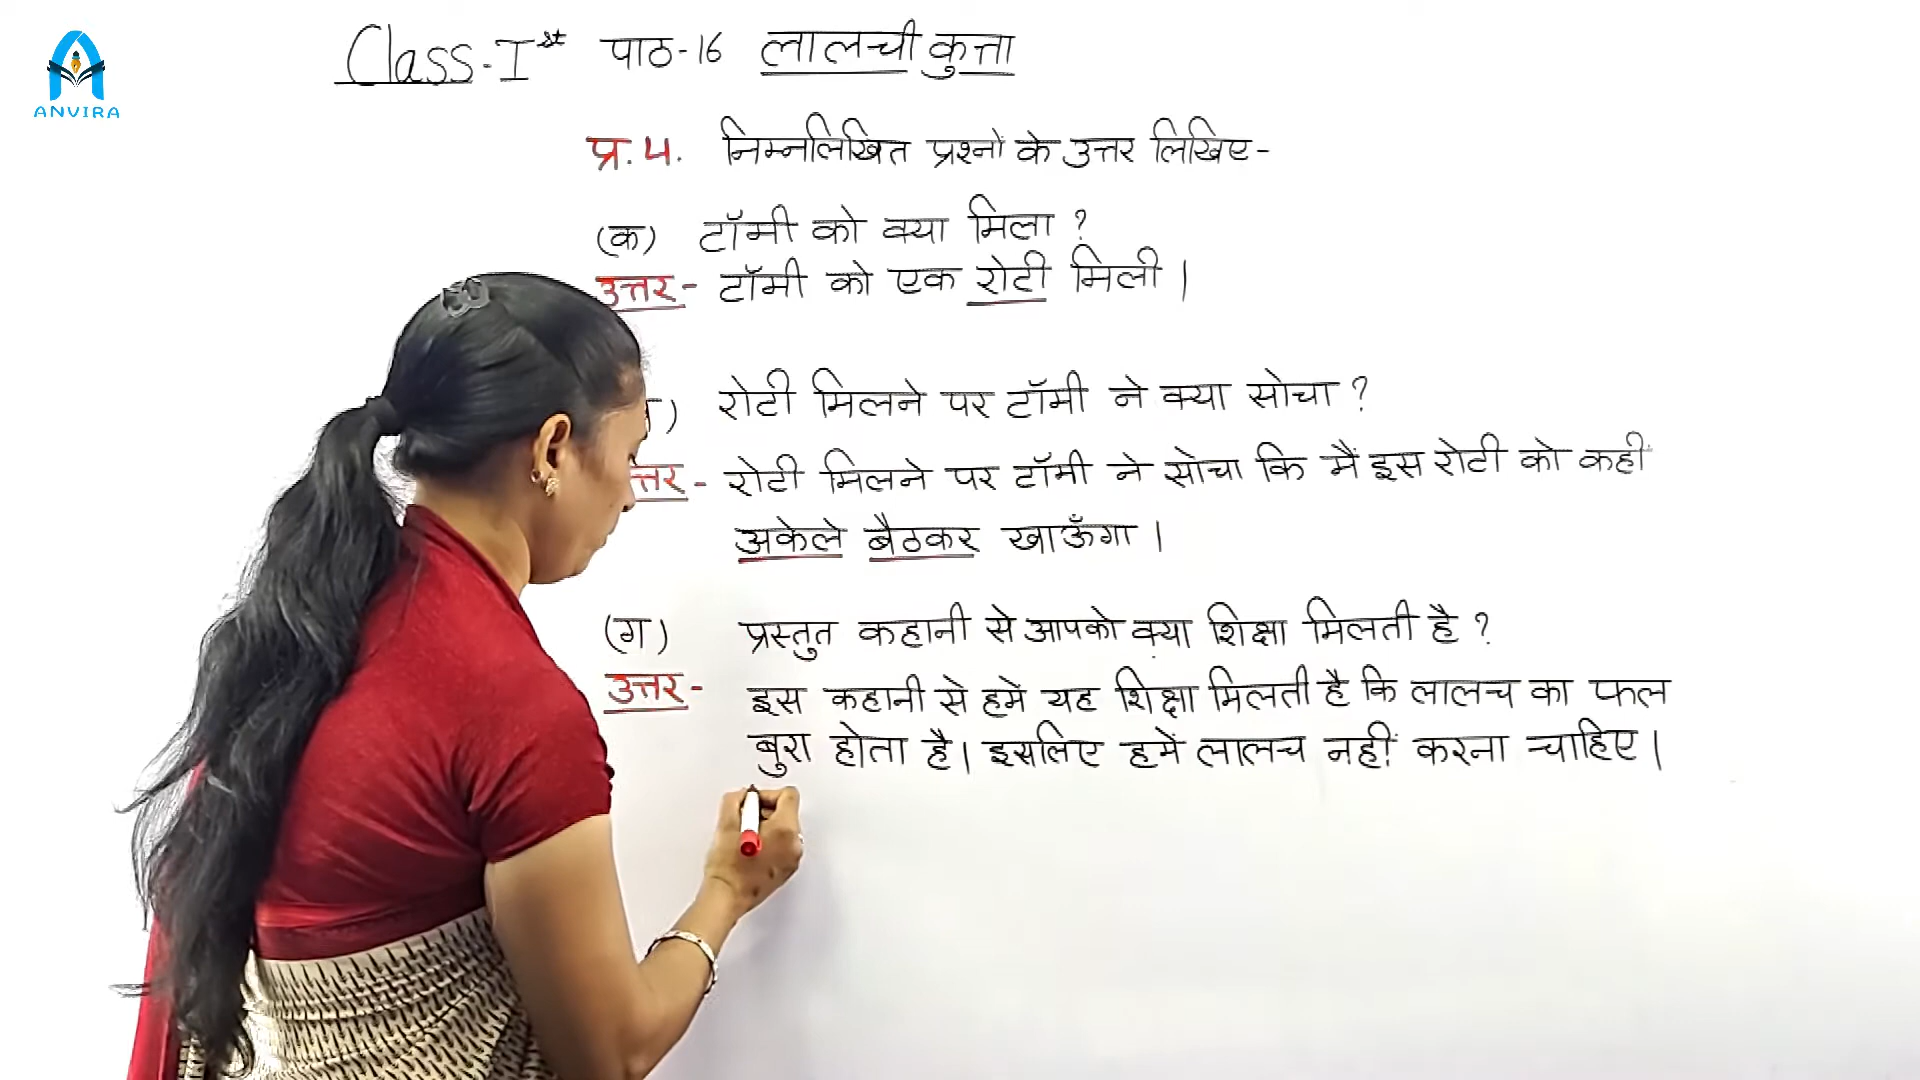 ANVIRA
Class-Ist पाठ-16 लालची कुत्ता
प्र.५. निम्नलिखित प्रश्नों के उत्तर लिखिए-
(क) टॉमी को क्या मिला ?
उत्तर- टॉमी को एक रोटी मिली ।
रोटी मिलने पर टॉमी ने क्या सोचा ?
रोटी मिलने पर टॉमी ने सोचा कि मैं इस रोटी को कहीं
अकेले बैठकर खाऊँगा ।
(ग) प्रस्तुत कहानी से आपको क्या शिक्षा मिलती है ?
उत्तर- इस कहानी से हमें यह शिक्षा मिलती है कि लालच का फल
बुरा होता है। इसलिए हमें लालच नहीं करना चाहिए।